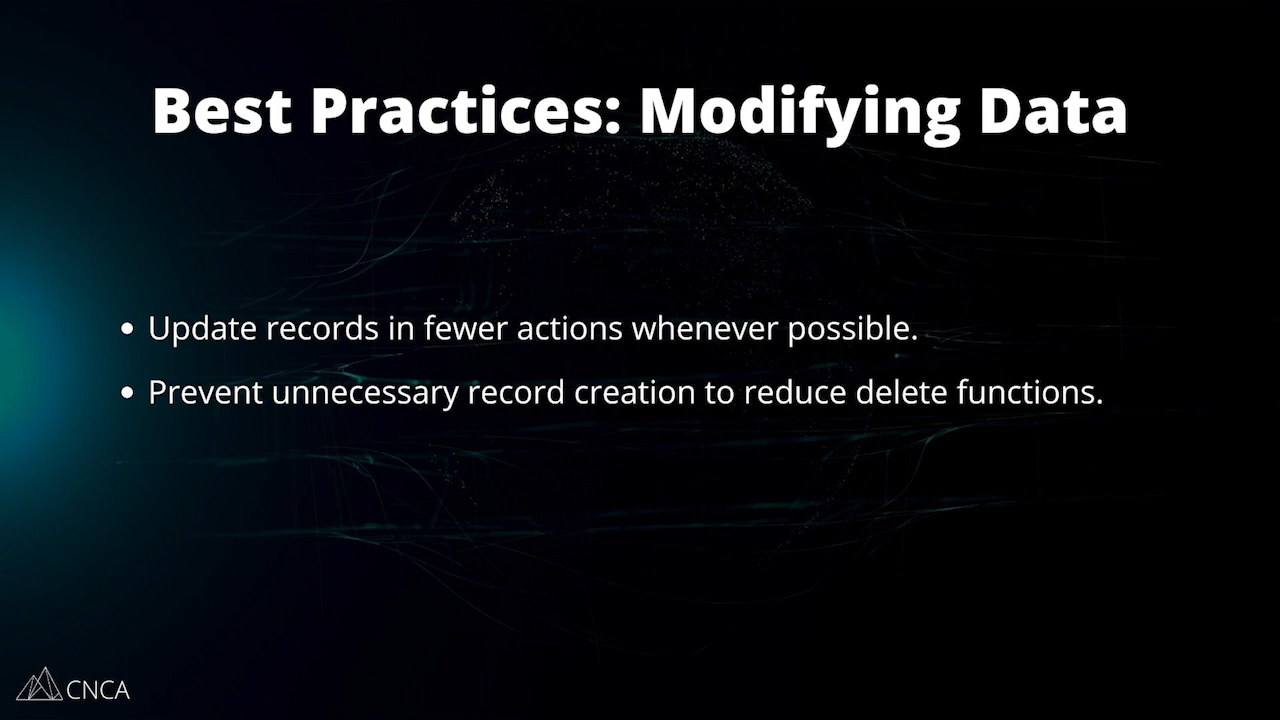 Best Practices: Modifying Data
• Update records in fewer actions whenever possible.
• Prevent unnecessary record creation to reduce delete functions.
CNCA